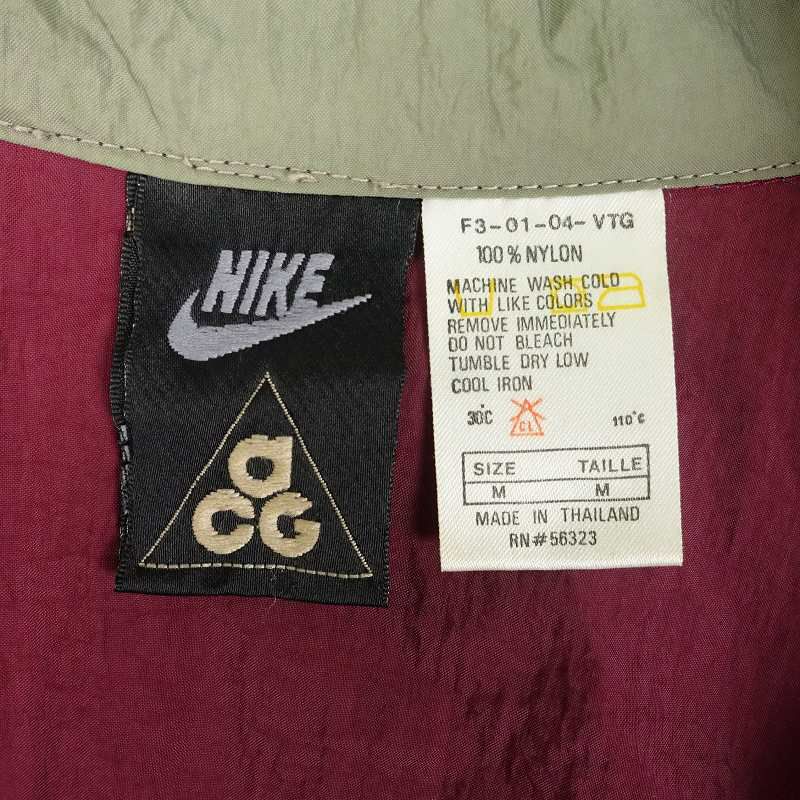 NIKE
a
CG
F3-01-04-VTG
100% NYLON
MACHINE WASH COLD
WITH LIKE COLORS
REMOVE IMMEDIATELY
DO NOT BLEACH
TUMBLE DRY LOW
COOL IRON
30°C CL 110°C
SIZE TAILLE
M M
MADE IN THAILAND
RN#56323